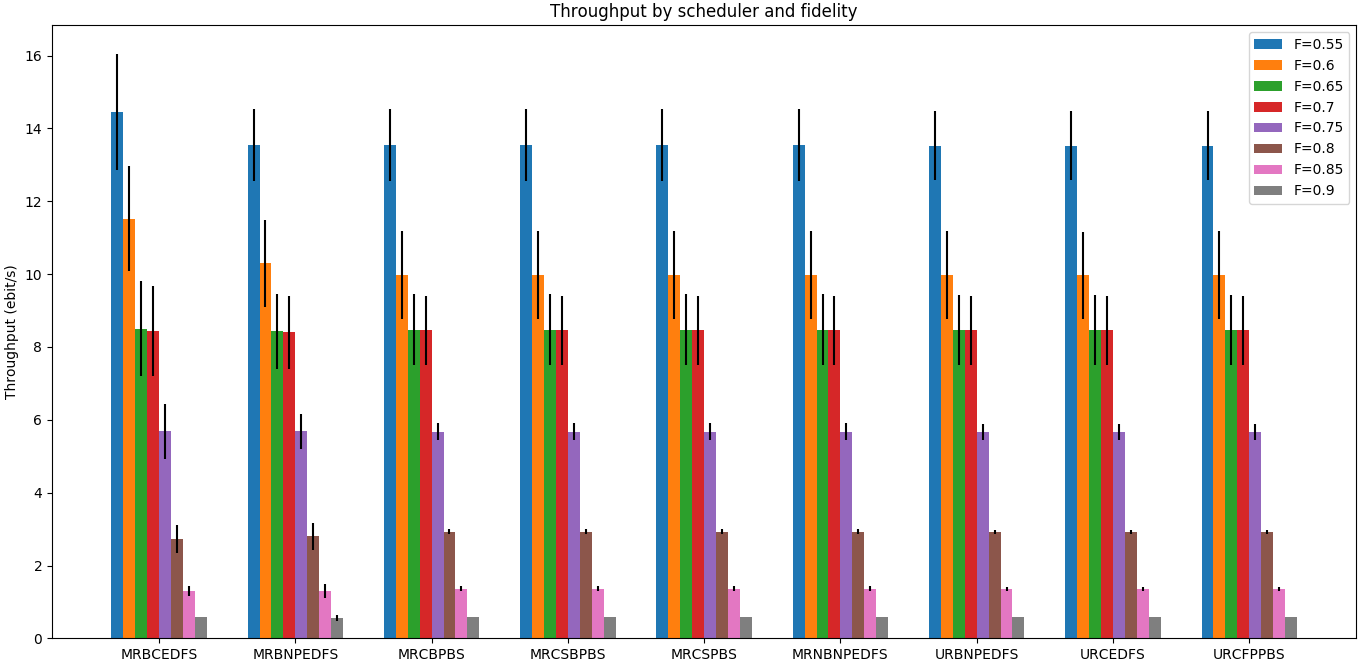 Throughput by scheduler and fidelity
Throughput (ebit/s)
16
14
12
10
8
6
4
2
0
F=0.55
F=0.6
F=0.65
F=0.7
F=0.75
F=0.8
F=0.85
F=0.9
MRBCEDFS MRBNPEDFS MRCBPBS MRCSBPBS MRCSPBS MRNBNPEDFS URBNPEDFS URCEDFS URCFPPBS